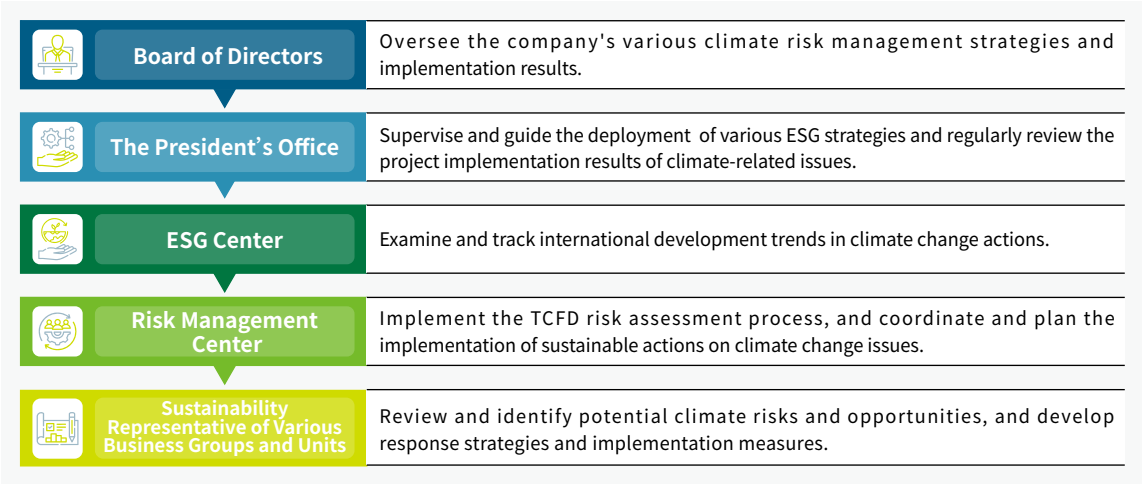 Board of Directors
Oversee the company's various climate risk management strategies and
implementation results.
The President's Office
Supervise and guide the deployment of various ESG strategies and regularly review the
project implementation results of climate-related issues.
ESG Center
Examine and track international development trends in climate change actions.
Risk Management
Center
Implement the TCFD risk assessment process, and coordinate and plan the
implementation of sustainable actions on climate change issues.
Sustainability
Representative of Various
Business Groups and Units
Review and identify potential climate risks and opportunities, and develop
response strategies and implementation measures.